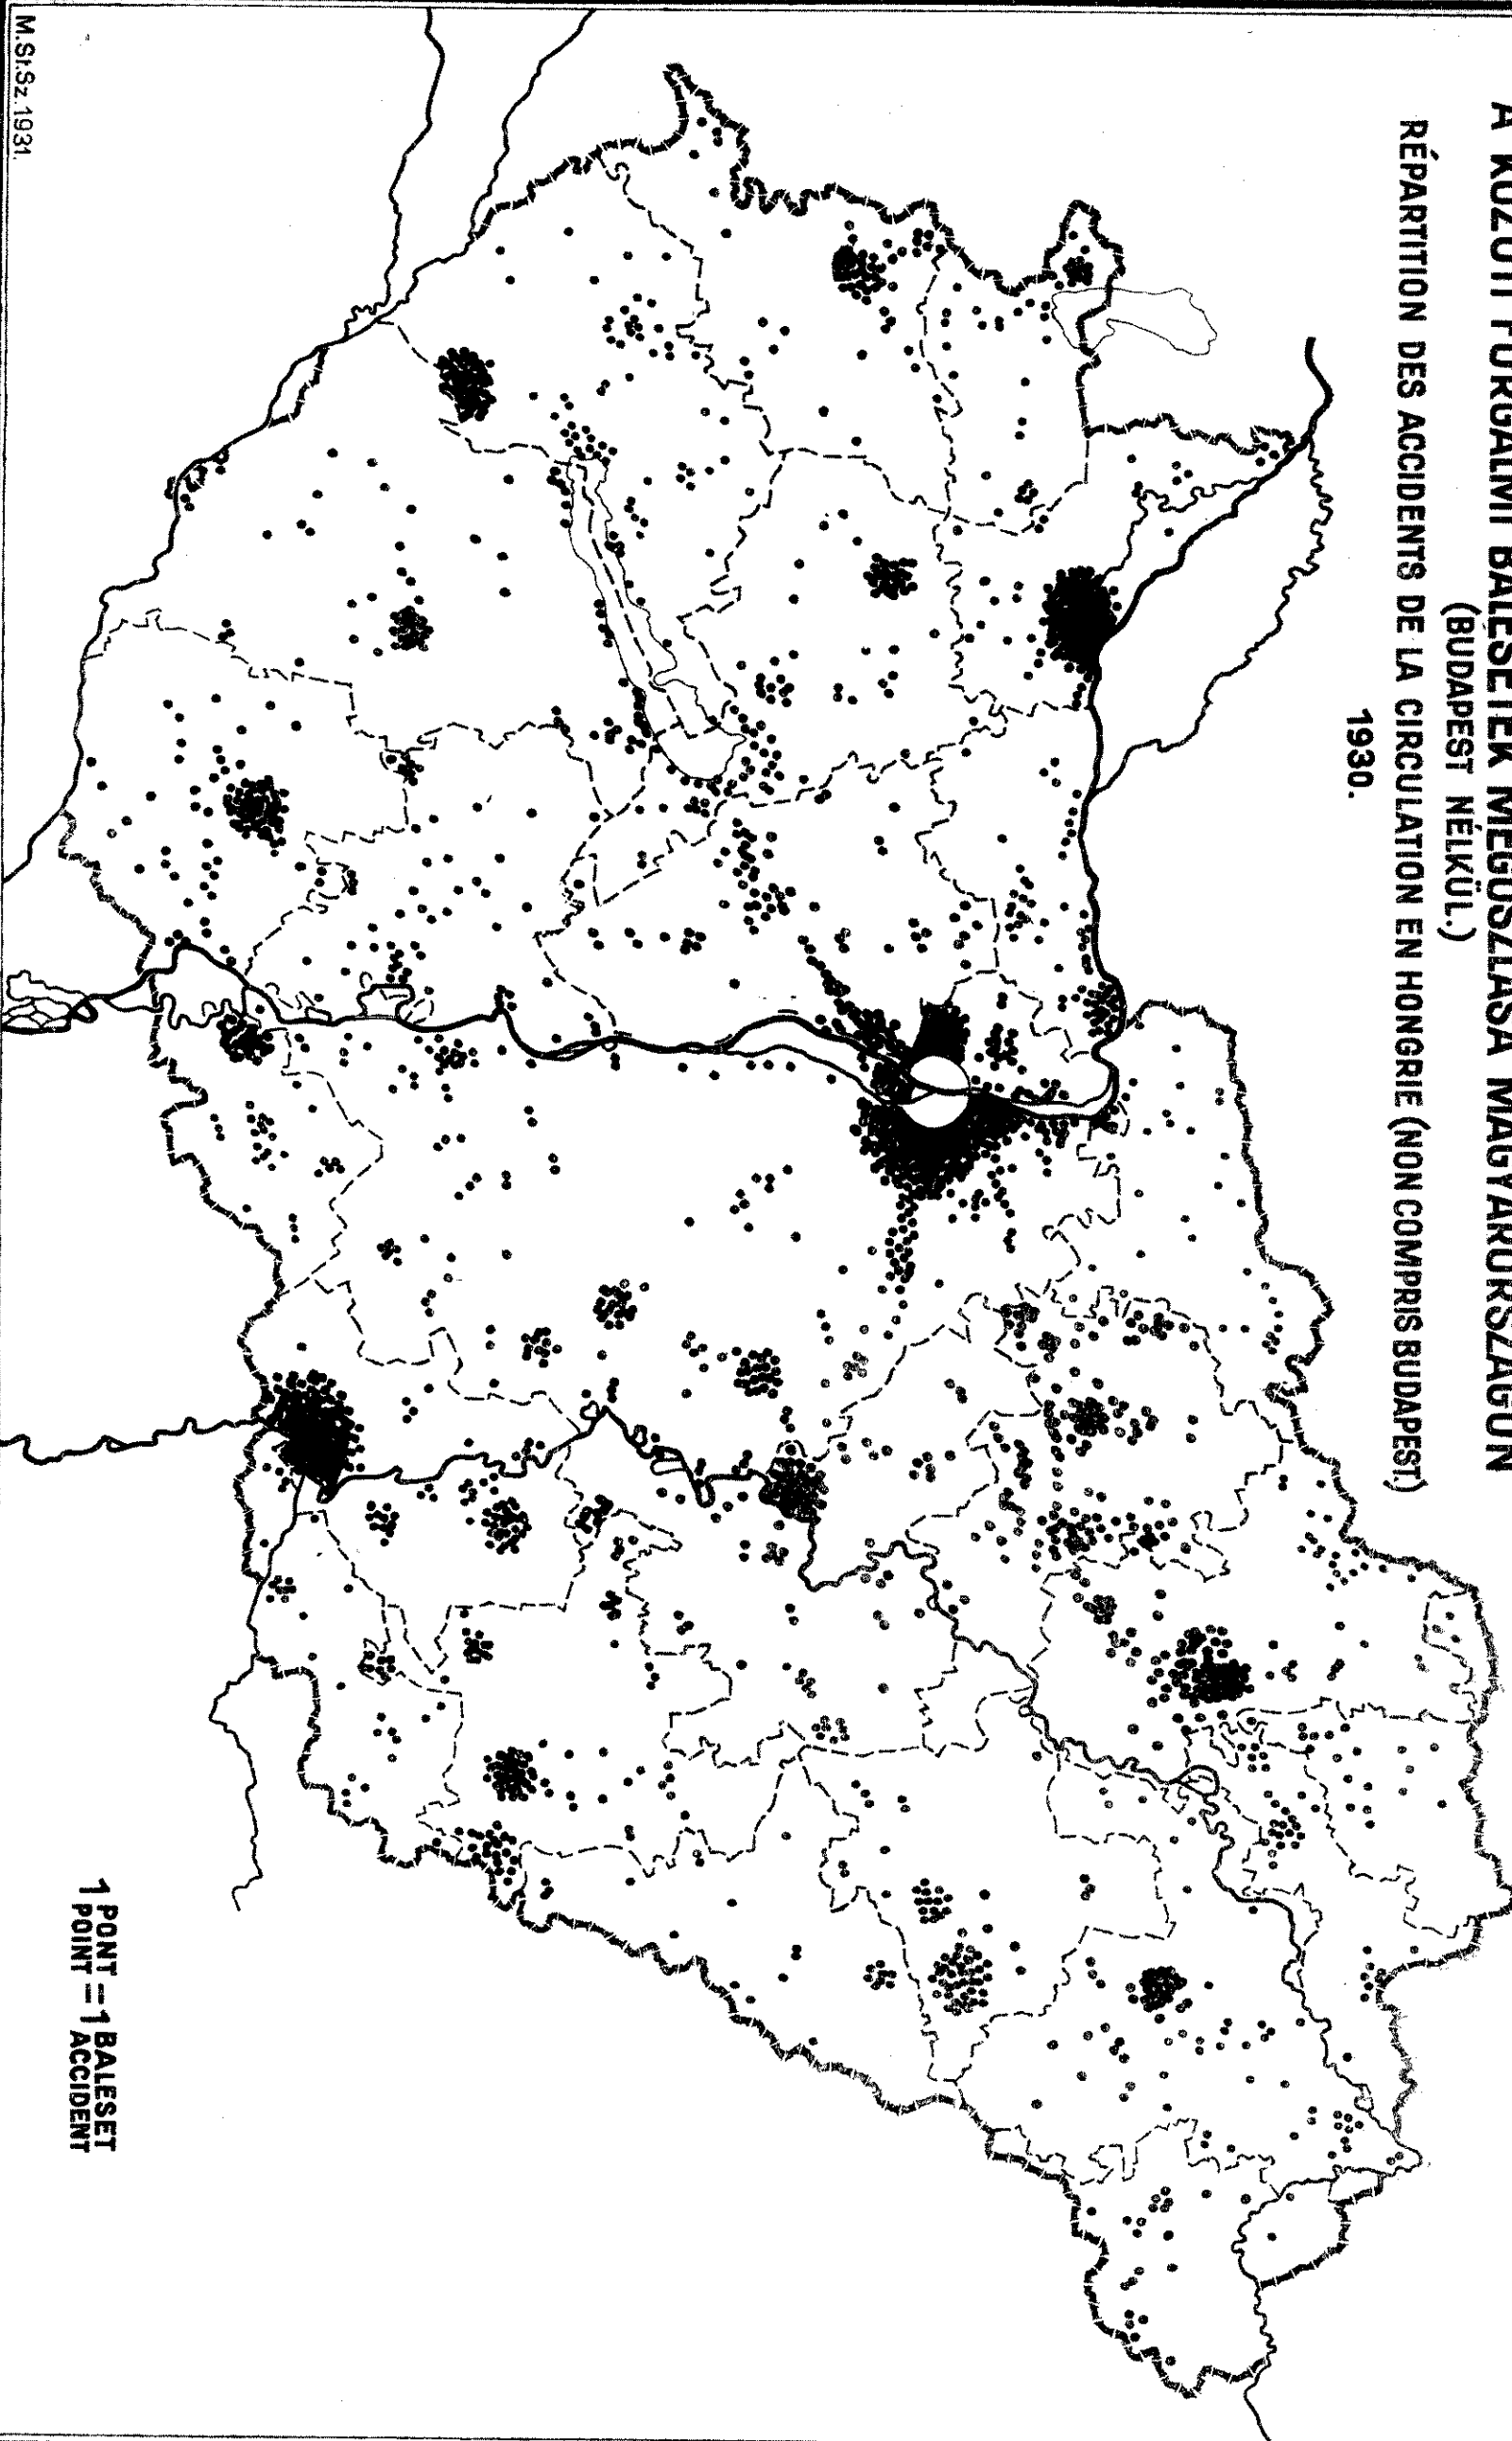 A KÖZÚTI FORGALMI BALESETEK MEGOSZLÁSA MAGYARORSZÁGON
(BUDAPEST NÉLKÜL.)
RÉPARTITION DES ACCIDENTS DE LA CIRCULATION EN HONGRIE (NON COMPRIS BUDAPEST.)
1930.
1 PONT = 1 BALESET
1 POINT = 1 ACCIDENT
M.St.Sz.1931.